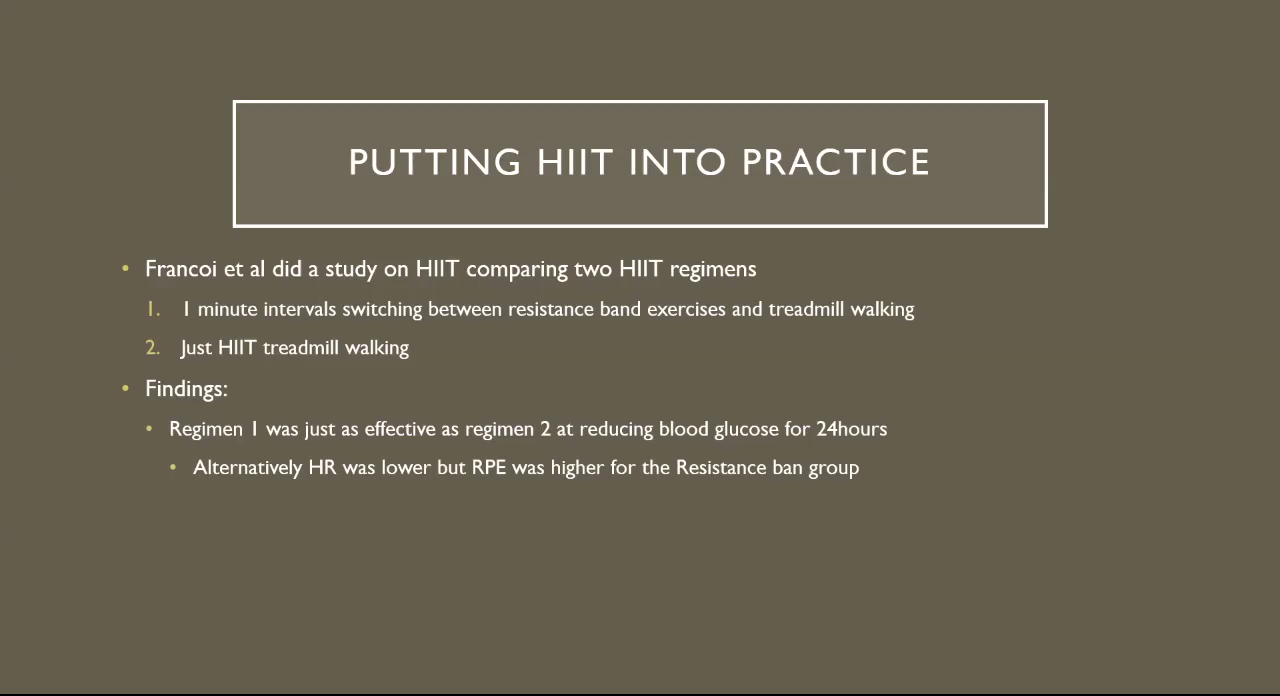 PUTTING HIIT INTO PRACTICE
• Francoi et al did a study on HIIT comparing two HIIT regimens
1. 1 minute intervals switching between resistance band exercises and treadmill walking
2. Just HIIT treadmill walking
• Findings:
• Regimen 1 was just as effective as regimen 2 at reducing blood glucose for 24hours
• Alternatively HR was lower but RPE was higher for the Resistance ban group